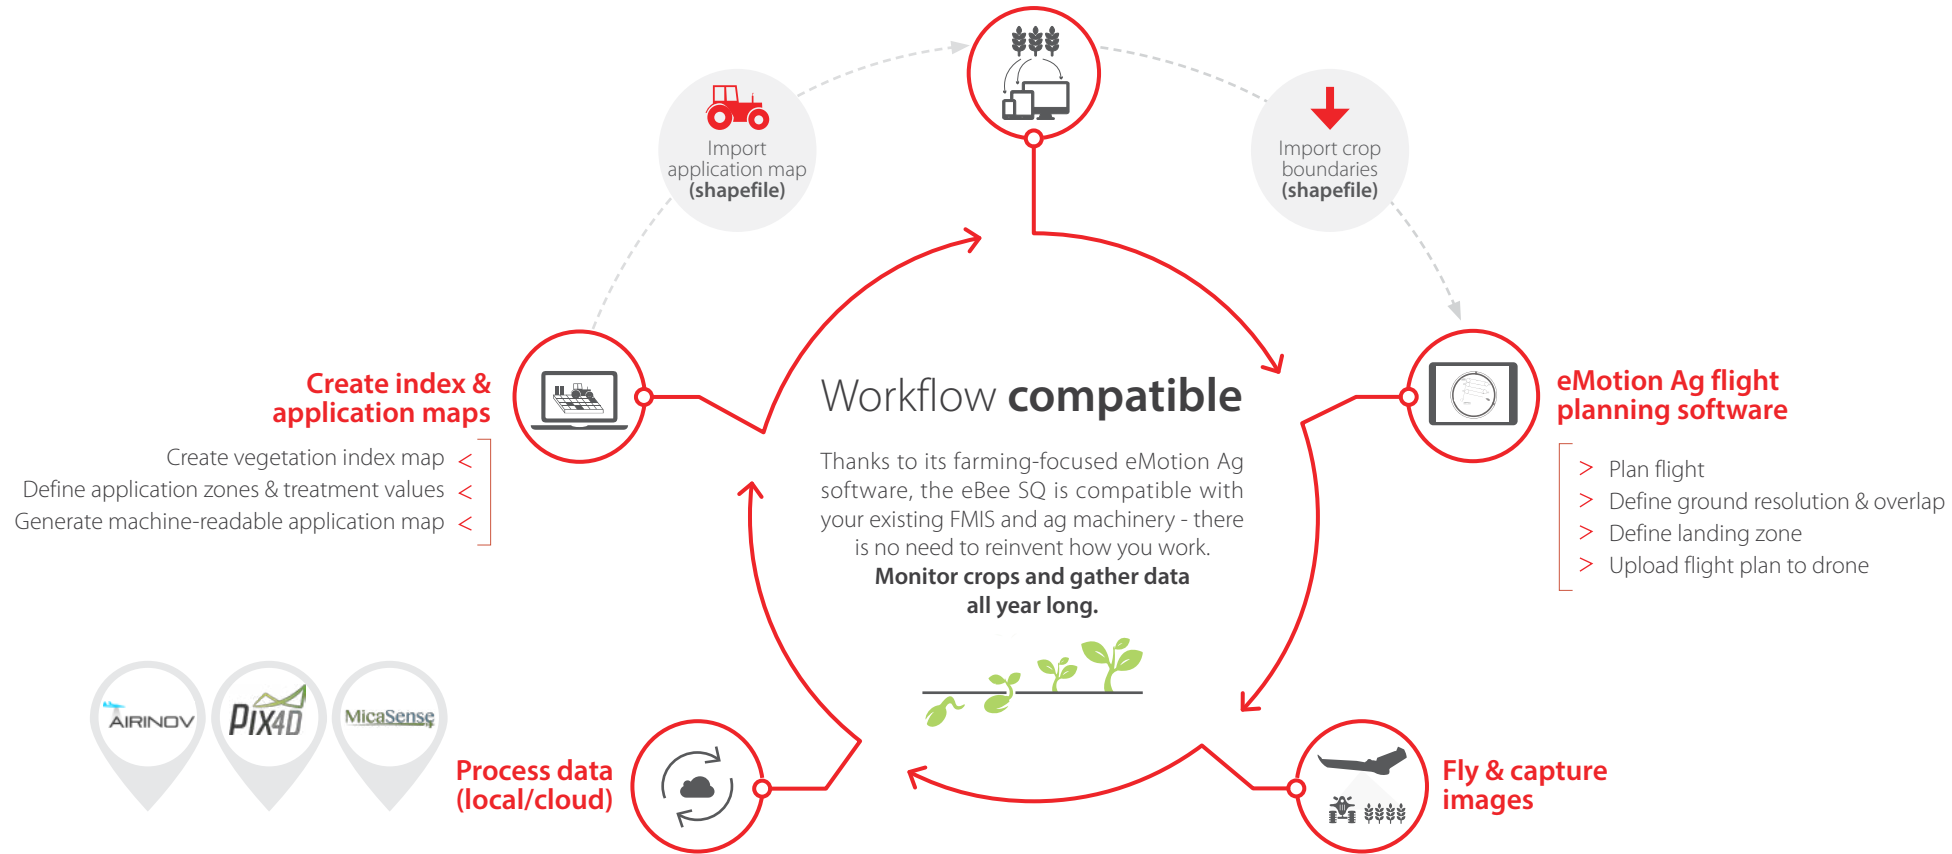 Import
application map
(shapefile)
Import crop
boundaries
(shapefile)
Create index &
application maps
Create vegetation index map <
Define application zones & treatment values <
Generate machine-readable application map <
Workflow compatible
Thanks to its farming-focused eMotion Ag
software, the eBee SQ is compatible with
your existing FMIS and ag machinery - there
is no need to reinvent how you work.
Monitor crops and gather data
all year long.
eMotion Ag flight
planning software
> Plan flight
> Define ground resolution & overlap
> Define landing zone
> Upload flight plan to drone
AIRINOV
PIX4D
MicaSense
Process data
(local/cloud)
Fly & capture
images